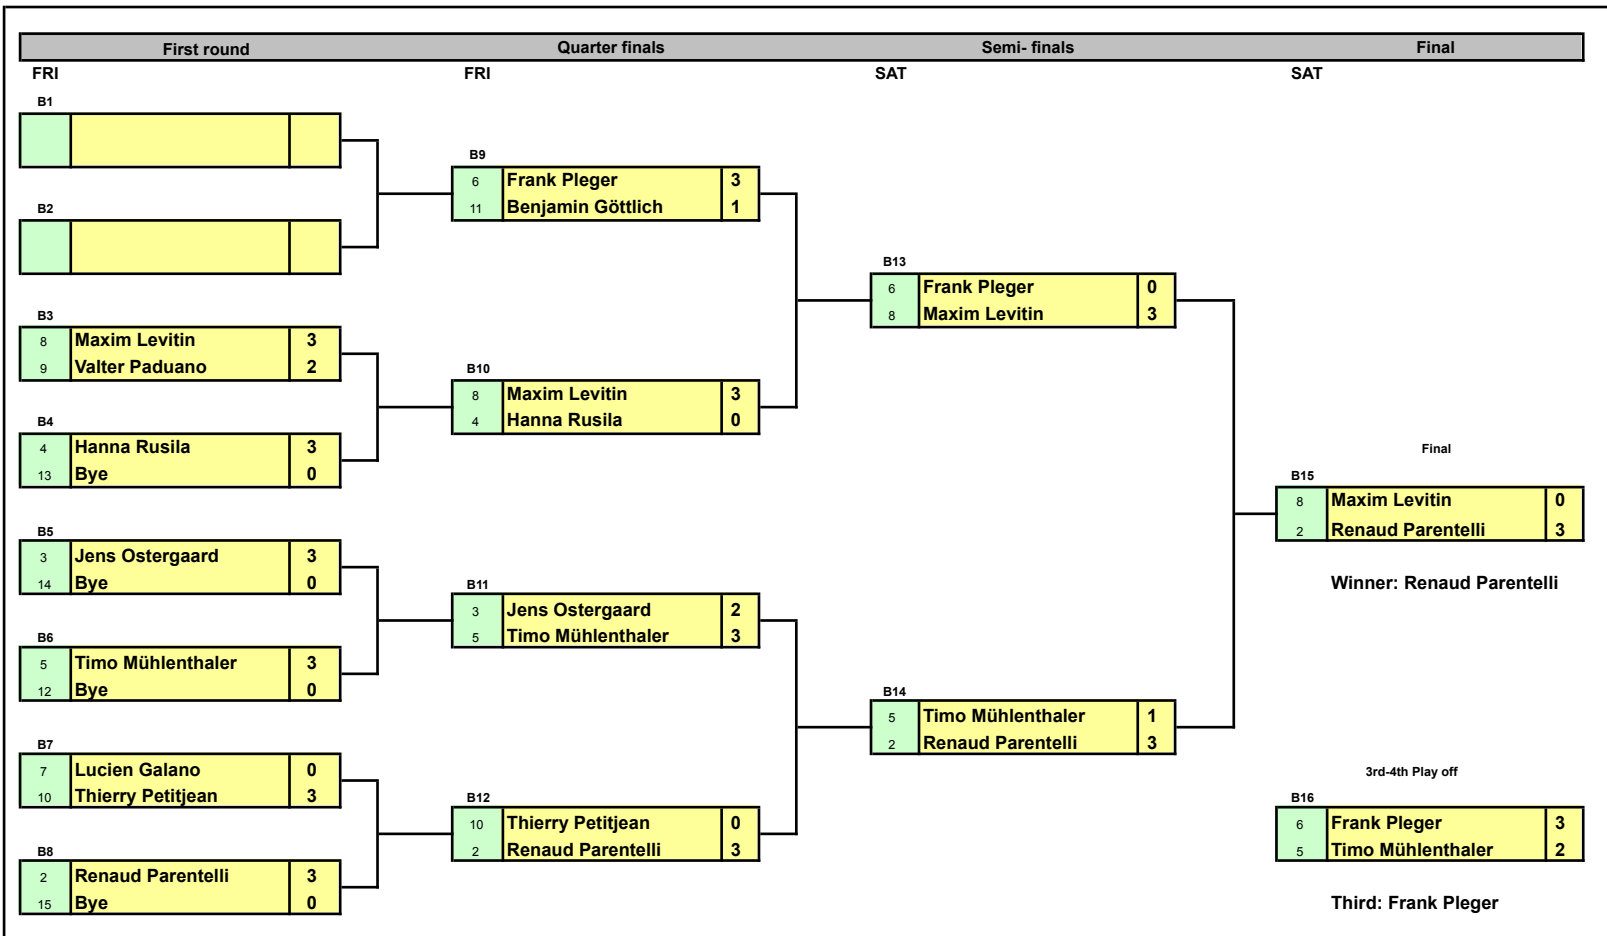 First round Quarter finals Semi- finals Final
FRI FRI SAT SAT
B1
B2
B3
8 Maxim Levitin 3
9 Valter Paduano 2
B4
4 Hanna Rusila 3
13 Bye 0
B5
3 Jens Ostergaard 3
14 Bye 0
B6
5 Timo Mühlenthaler 3
12 Bye 0
B7
7 Lucien Galano 0
10 Thierry Petitjean 3
B8
2 Renaud Parentelli 3
15 Bye 0
B9
6 Frank Pleger 3
11 Benjamin Göttlich 1
B10
8 Maxim Levitin 3
4 Hanna Rusila 0
B11
3 Jens Ostergaard 2
5 Timo Mühlenthaler 3
B12
10 Thierry Petitjean 0
2 Renaud Parentelli 3
B13
6 Frank Pleger 0
8 Maxim Levitin 3
B14
5 Timo Mühlenthaler 1
2 Renaud Parentelli 3
Final
B15
8 Maxim Levitin 0
2 Renaud Parentelli 3
Winner: Renaud Parentelli
3rd-4th Play off
B16
6 Frank Pleger 3
5 Timo Mühlenthaler 2
Third: Frank Pleger